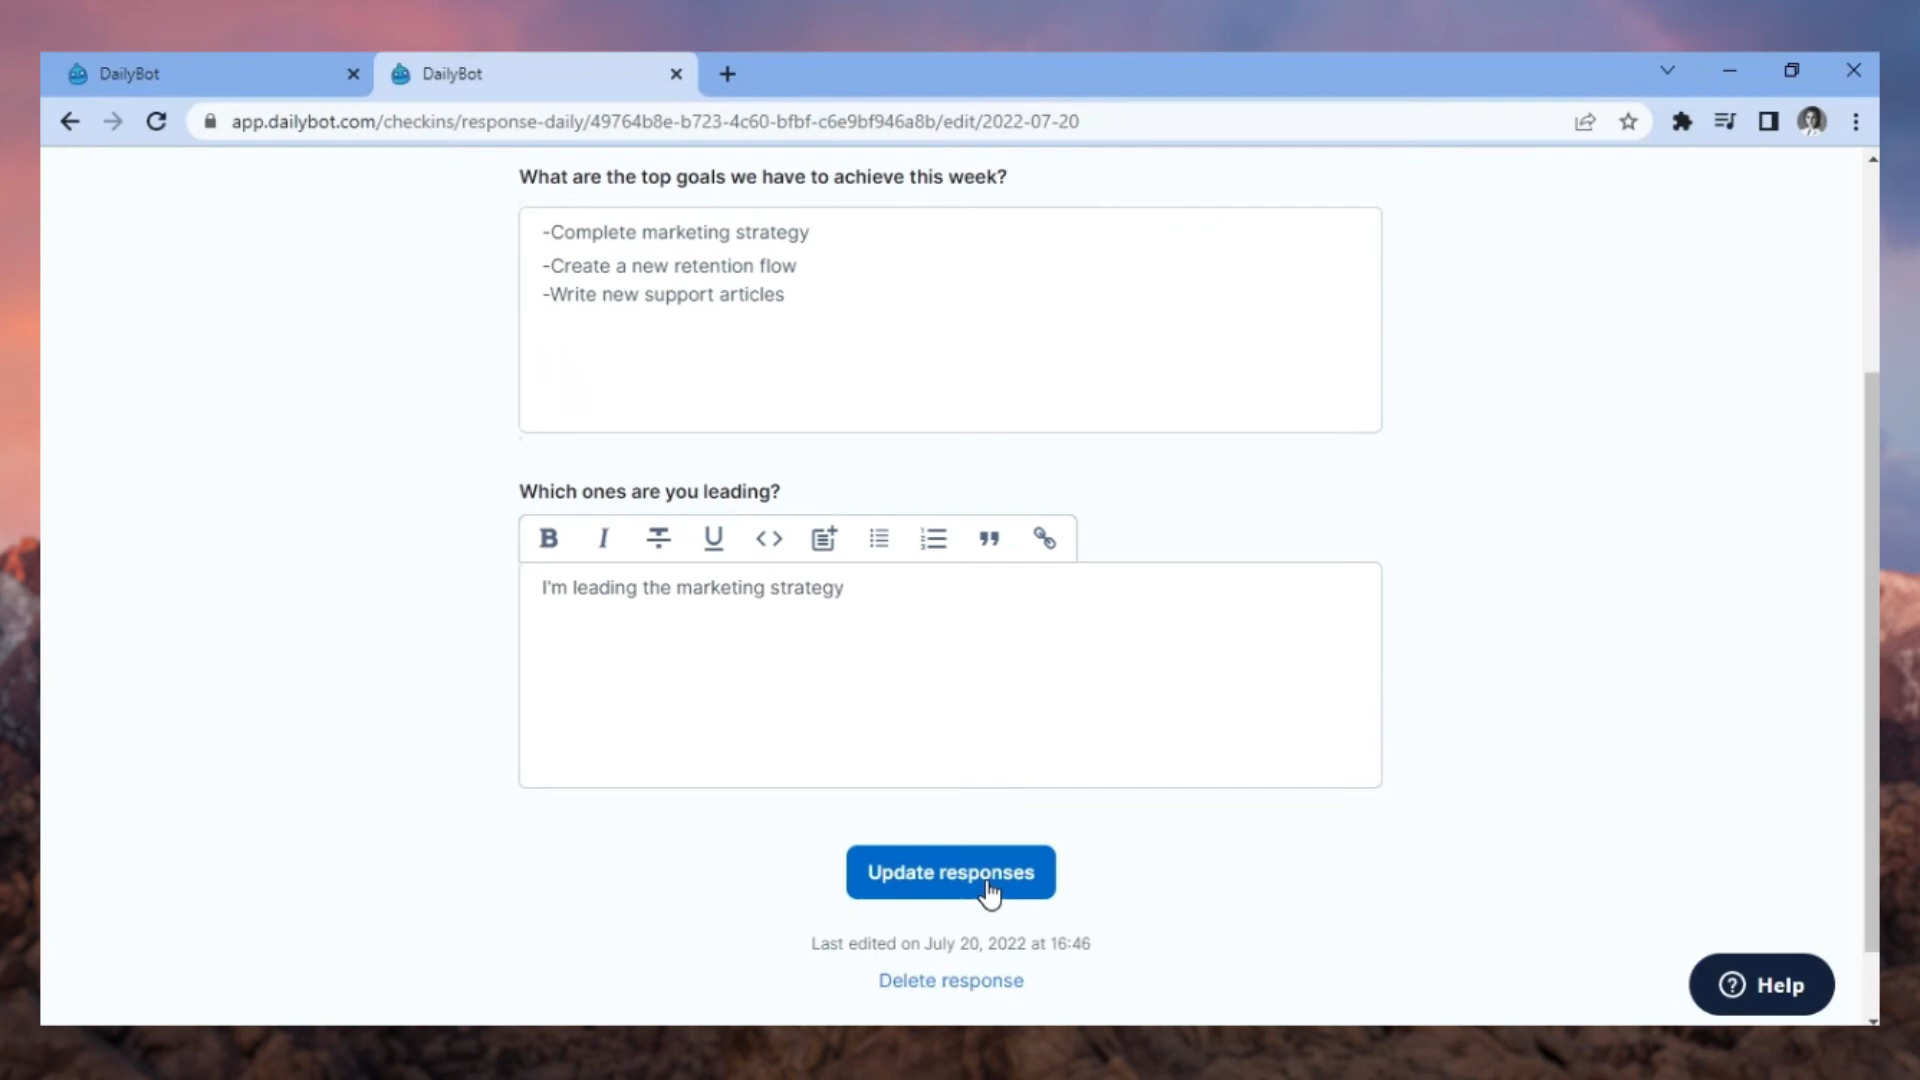 DailyBot
DailyBot
app.dailybot.com/checkins/response-daily/49764b8e-b723-4c60-bfbf-c6e9bf946a8b/edit/2022-07-20
What are the top goals we have to achieve this week?
-Complete marketing strategy
-Create a new retention flow
-Write new support articles
Which ones are you leading?
I'm leading the marketing strategy
Update responses
Last edited on July 20, 2022 at 16:46
Delete response
Help